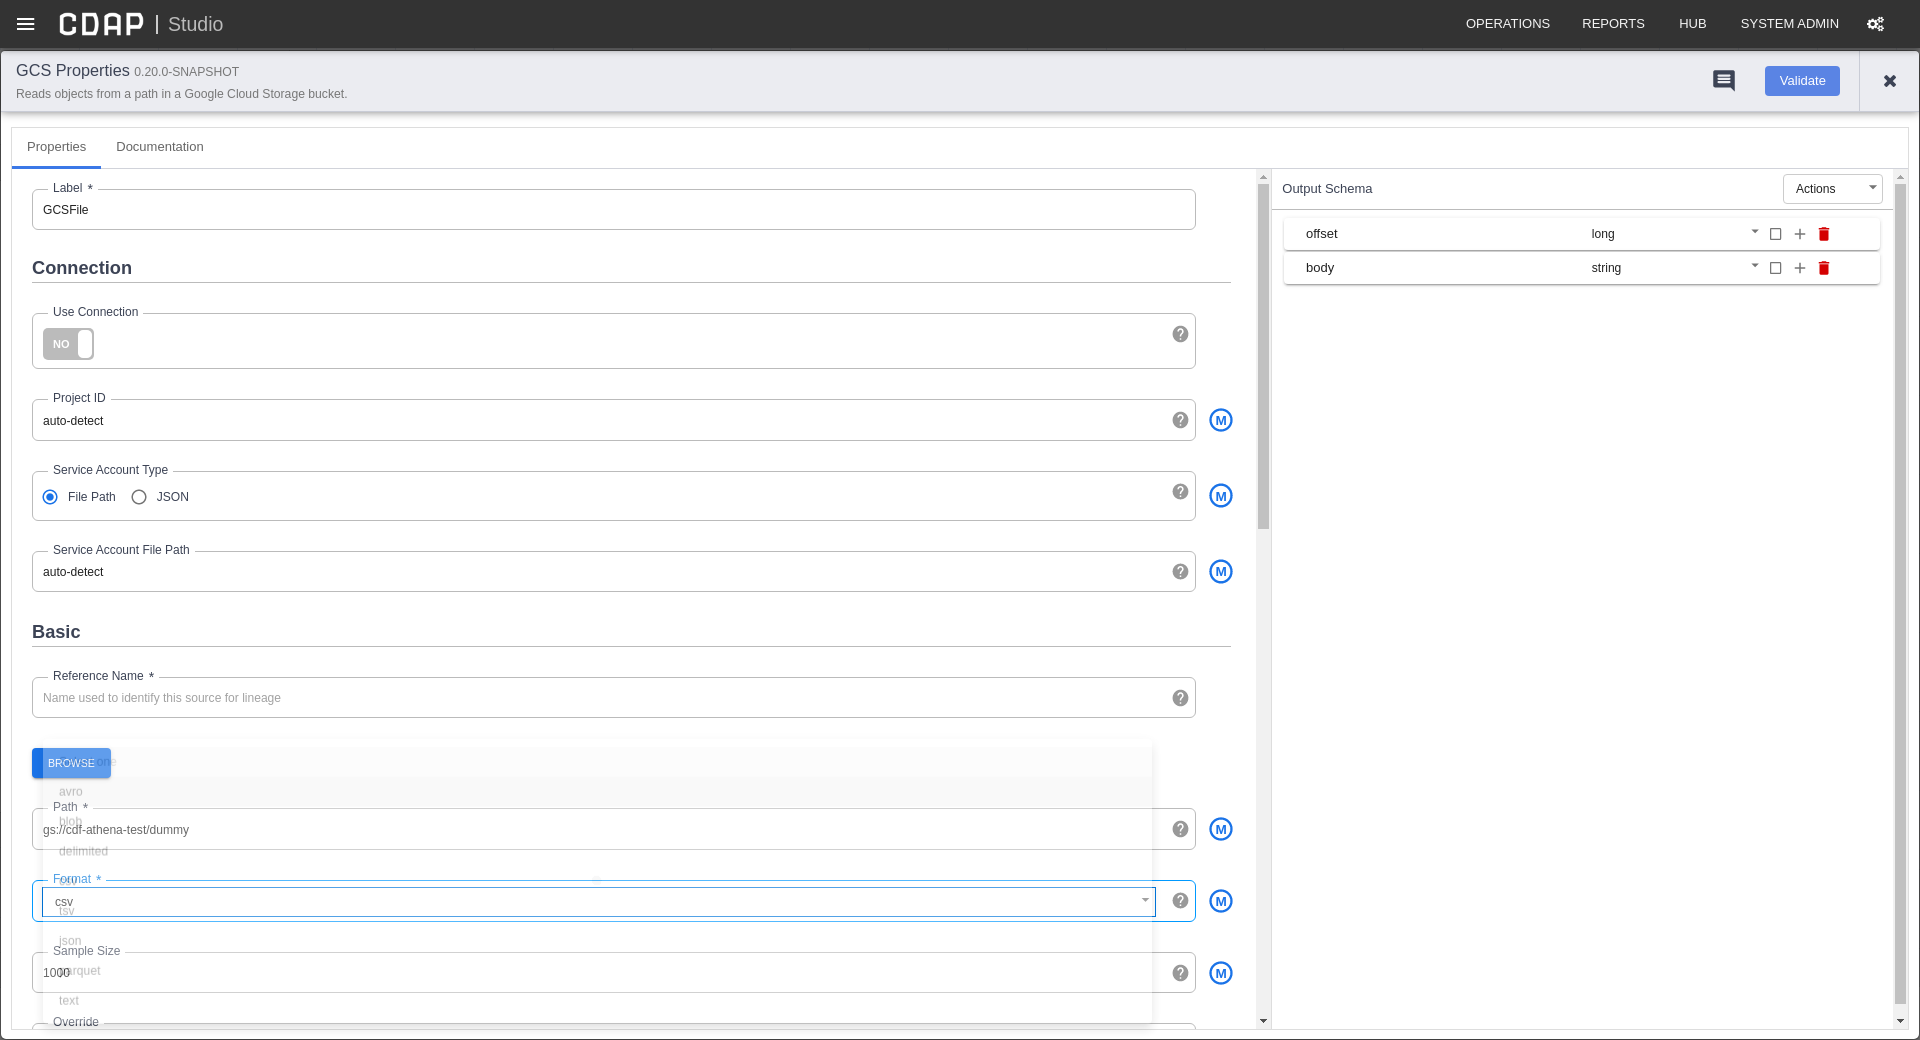 CDAP | Studio
OPERATIONS REPORTS HUB SYSTEM ADMIN
GCS Properties 0.20.0-SNAPSHOT
Reads objects from a path in a Google Cloud Storage bucket.
Validate
Properties Documentation
Label *
GCSFile
Output Schema
Actions
offset long
body string
Connection
Use Connection
NO
Project ID
auto-detect
M
Service Account Type
File Path JSON
M
Service Account File Path
auto-detect
M
Basic
Reference Name *
Name used to identify this source for lineage
BROWSE
avro
Path *
blob
gs://cdf-athena-test/dummy
M
delimited
Format *
csv
csv
M
tsv
json
Sample Size
1000
parquet
M
text
Override